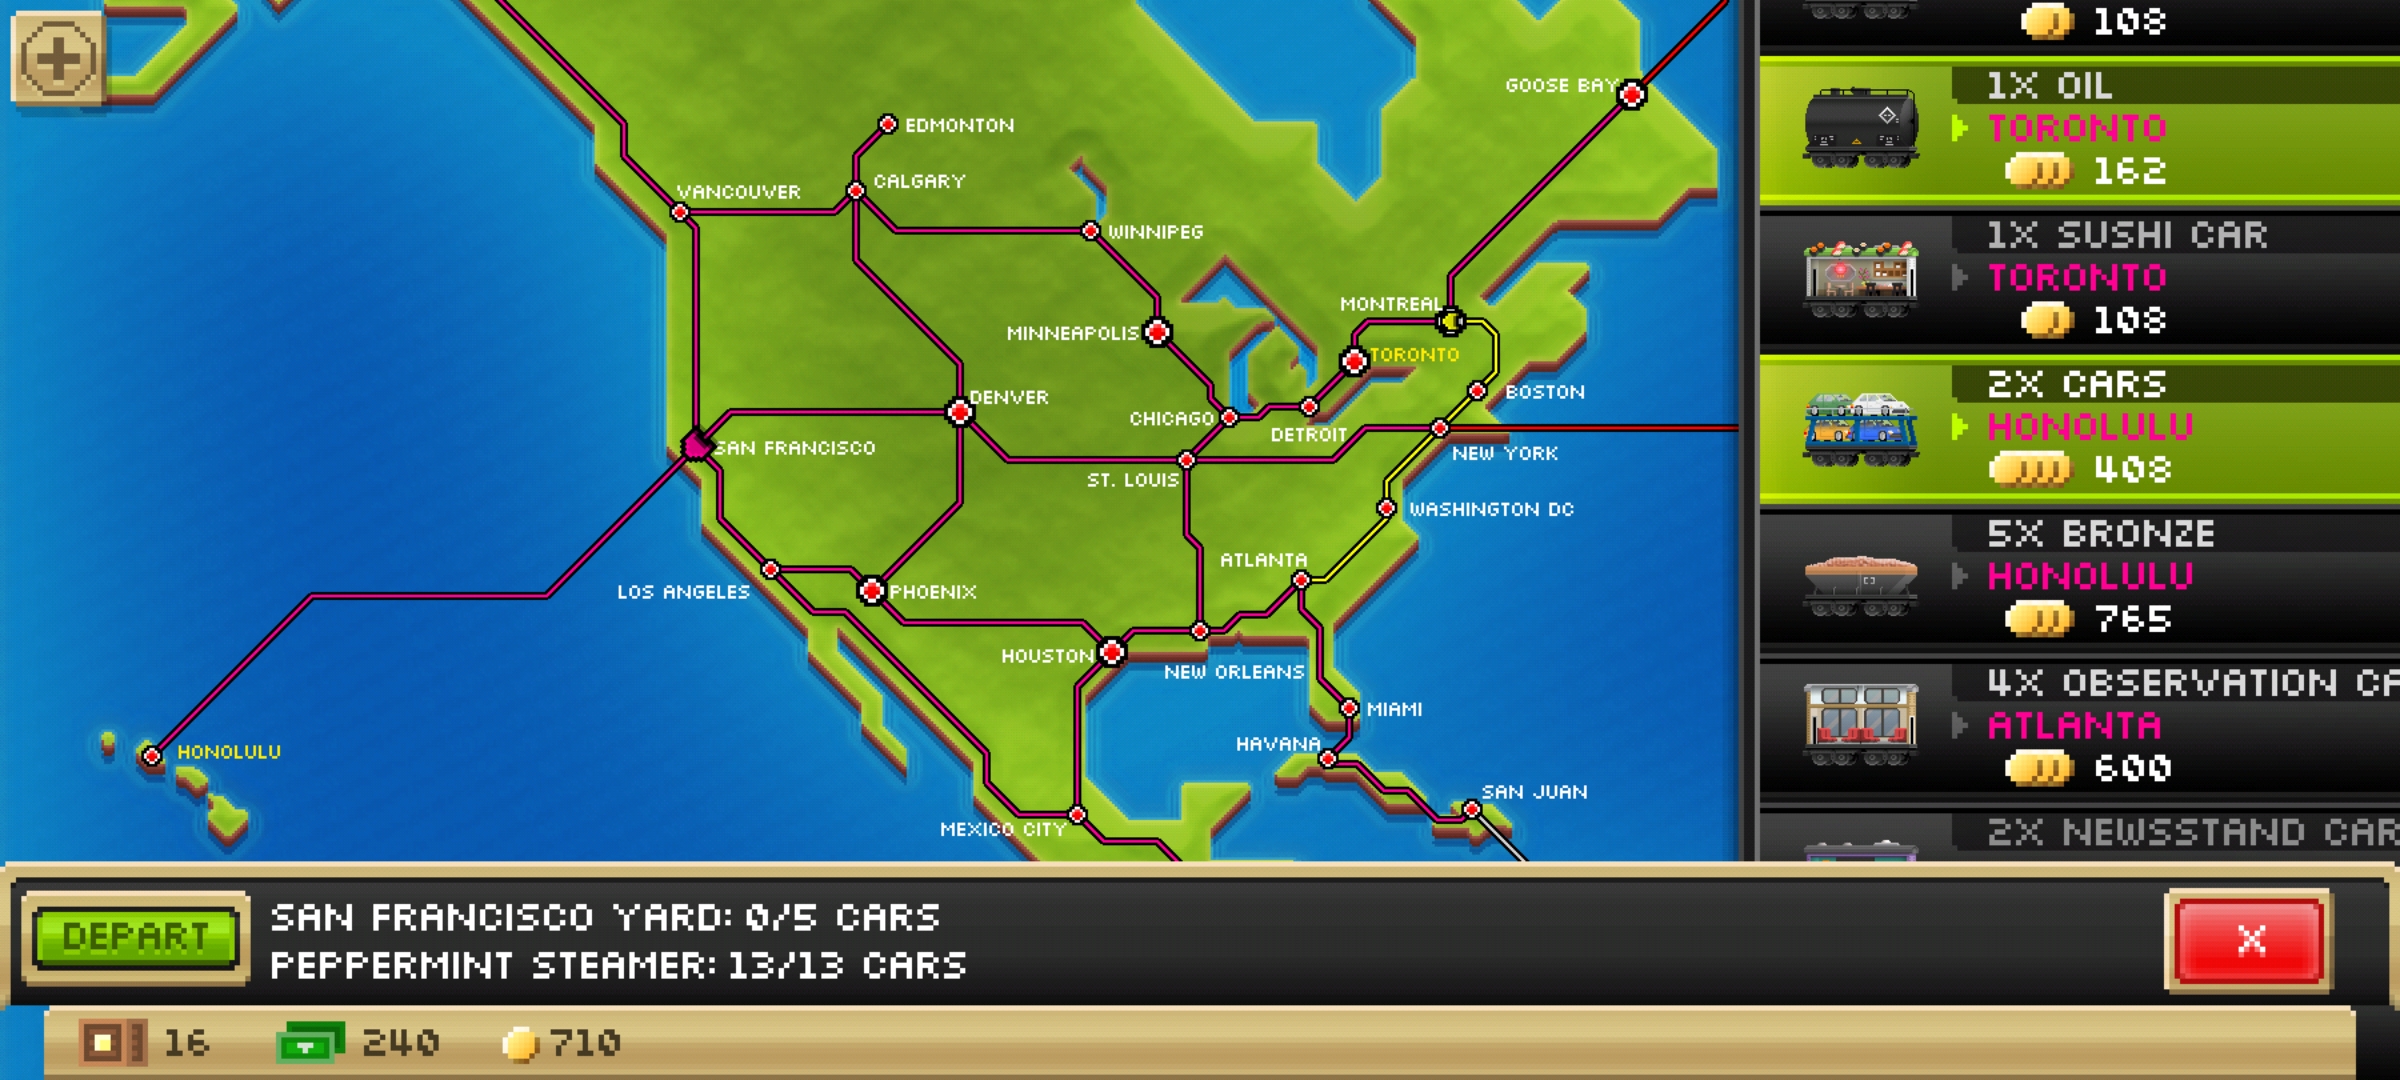 GOOSE BAY
EDMONTON
CALGARY
VANCOUVER
WINNIPEG
MONTREAL
MINNEAPOLIS
TORONTO
DENVER
BOSTON
CHICAGO
DETROIT
SAN FRANCISCO
NEW YORK
ST. LOUIS
WASHINGTON DC
ATLANTA
LOS ANGELES
PHOENIX
HOUSTON
NEW ORLEANS
MIAMI
HAVANA
HONOLULU
SAN JUAN
MEXICO CITY
108
1X OIL
TORONTO
162
1X SUSHI CAR
TORONTO
108
2X CARS
HONOLULU
408
5X BRONZE
HONOLULU
765
4X OBSERVATION CA
ATLANTA
600
2X NEWSSTAND CAR
DEPART
SAN FRANCISCO YARD: 0/5 CARS
PEPPERMINT STEAMER: 13/13 CARS
X
16
240
710